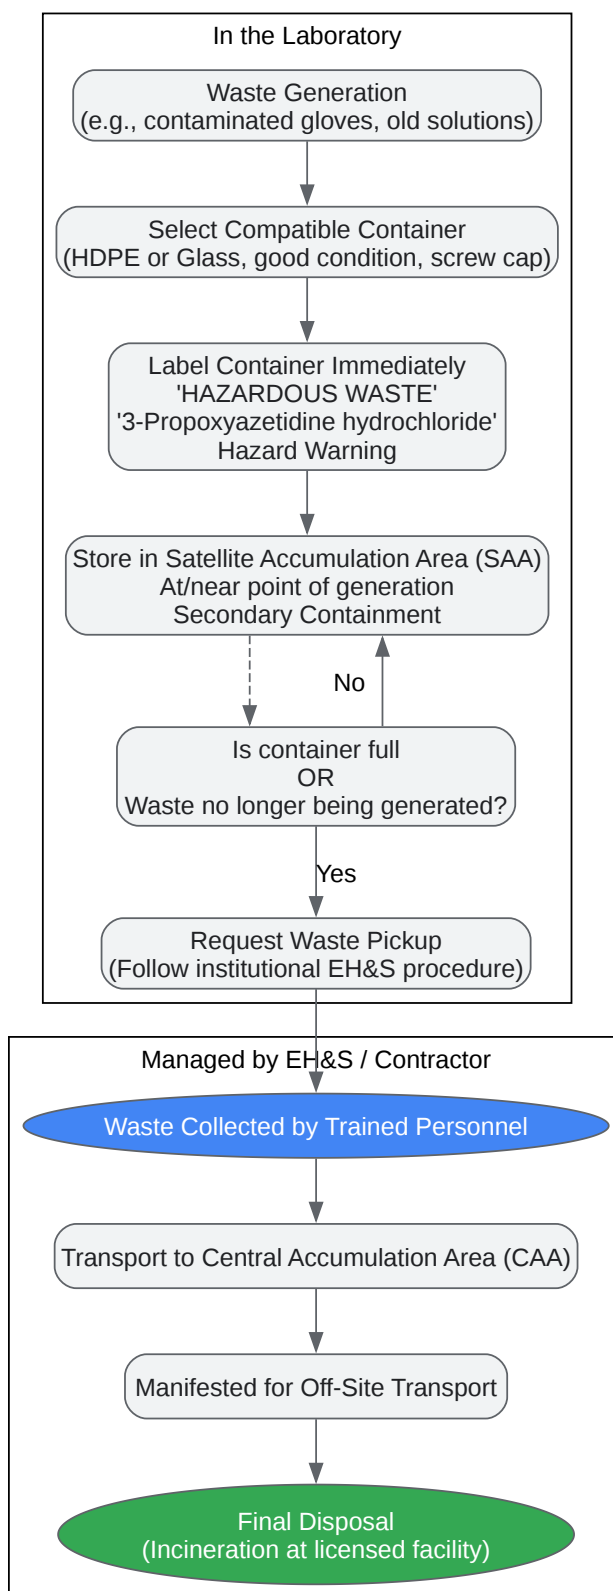 In the Laboratory
Waste Generation
(e.g., contaminated gloves, old solutions)
Select Compatible Container
(HDPE or Glass, good condition, screw cap)
Label Container Immediately
'HAZARDOUS WASTE'
'3-Propoxyazetidine hydrochloride'
Hazard Warning
Store in Satellite Accumulation Area (SAA)
At/near point of generation
Secondary Containment
No
Is container full
OR
Waste no longer being generated?
Yes
Request Waste Pickup
(Follow institutional EH&S procedure)
Managed by EH&S / Contractor
Waste Collected by Trained Personnel
Transport to Central Accumulation Area (CAA)
Manifested for Off-Site Transport
Final Disposal
(Incineration at licensed facility)